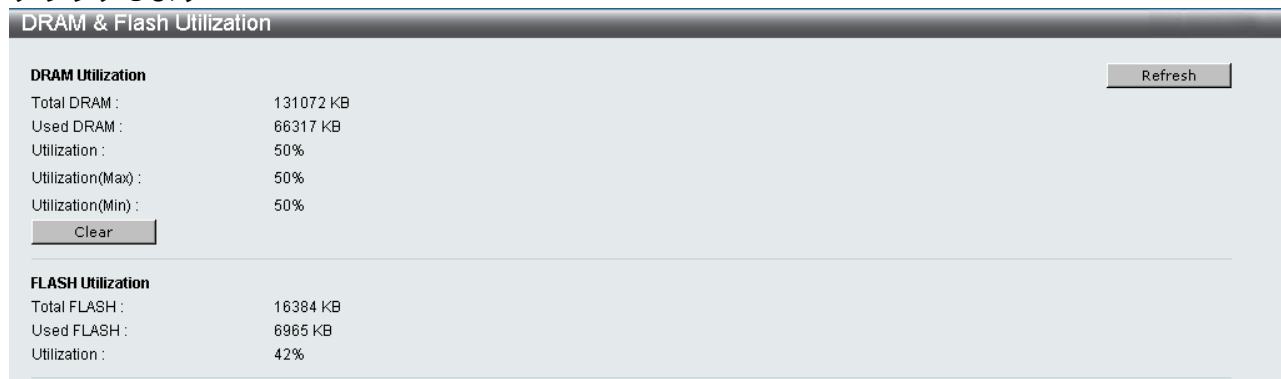 DRAM & Flash Utilization
DRAM Utilization
Refresh
Total DRAM : 131072 KB
Used DRAM : 66317 KB
Utilization : 50%
Utilization(Max) : 50%
Utilization(Min) : 50%
Clear
FLASH Utilization
Total FLASH : 16384 KB
Used FLASH : 6965 KB
Utilization : 42%